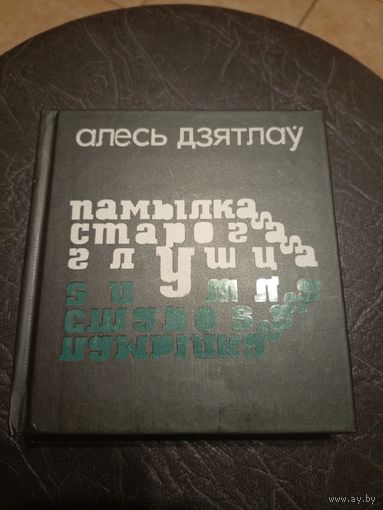 алесь дзятлаў
памылка
старога
глушца
www.ay.by